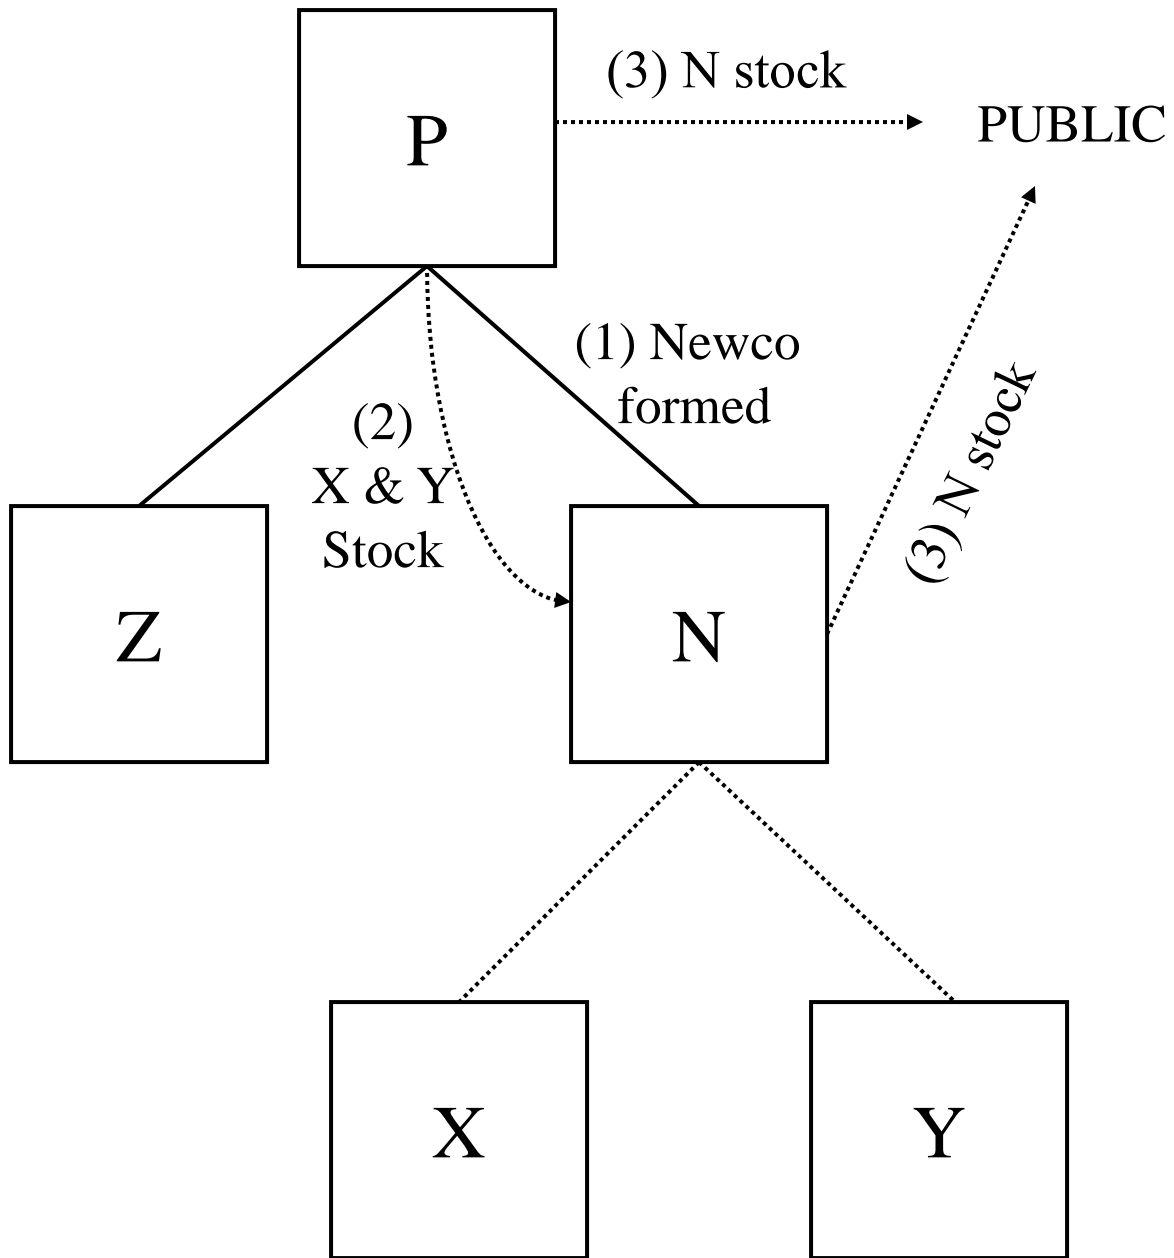 (3) N stock
P
PUBLIC
(1) Newco
formed
(2)
X & Y
Stock
(3) N stock
Z
N
X
Y